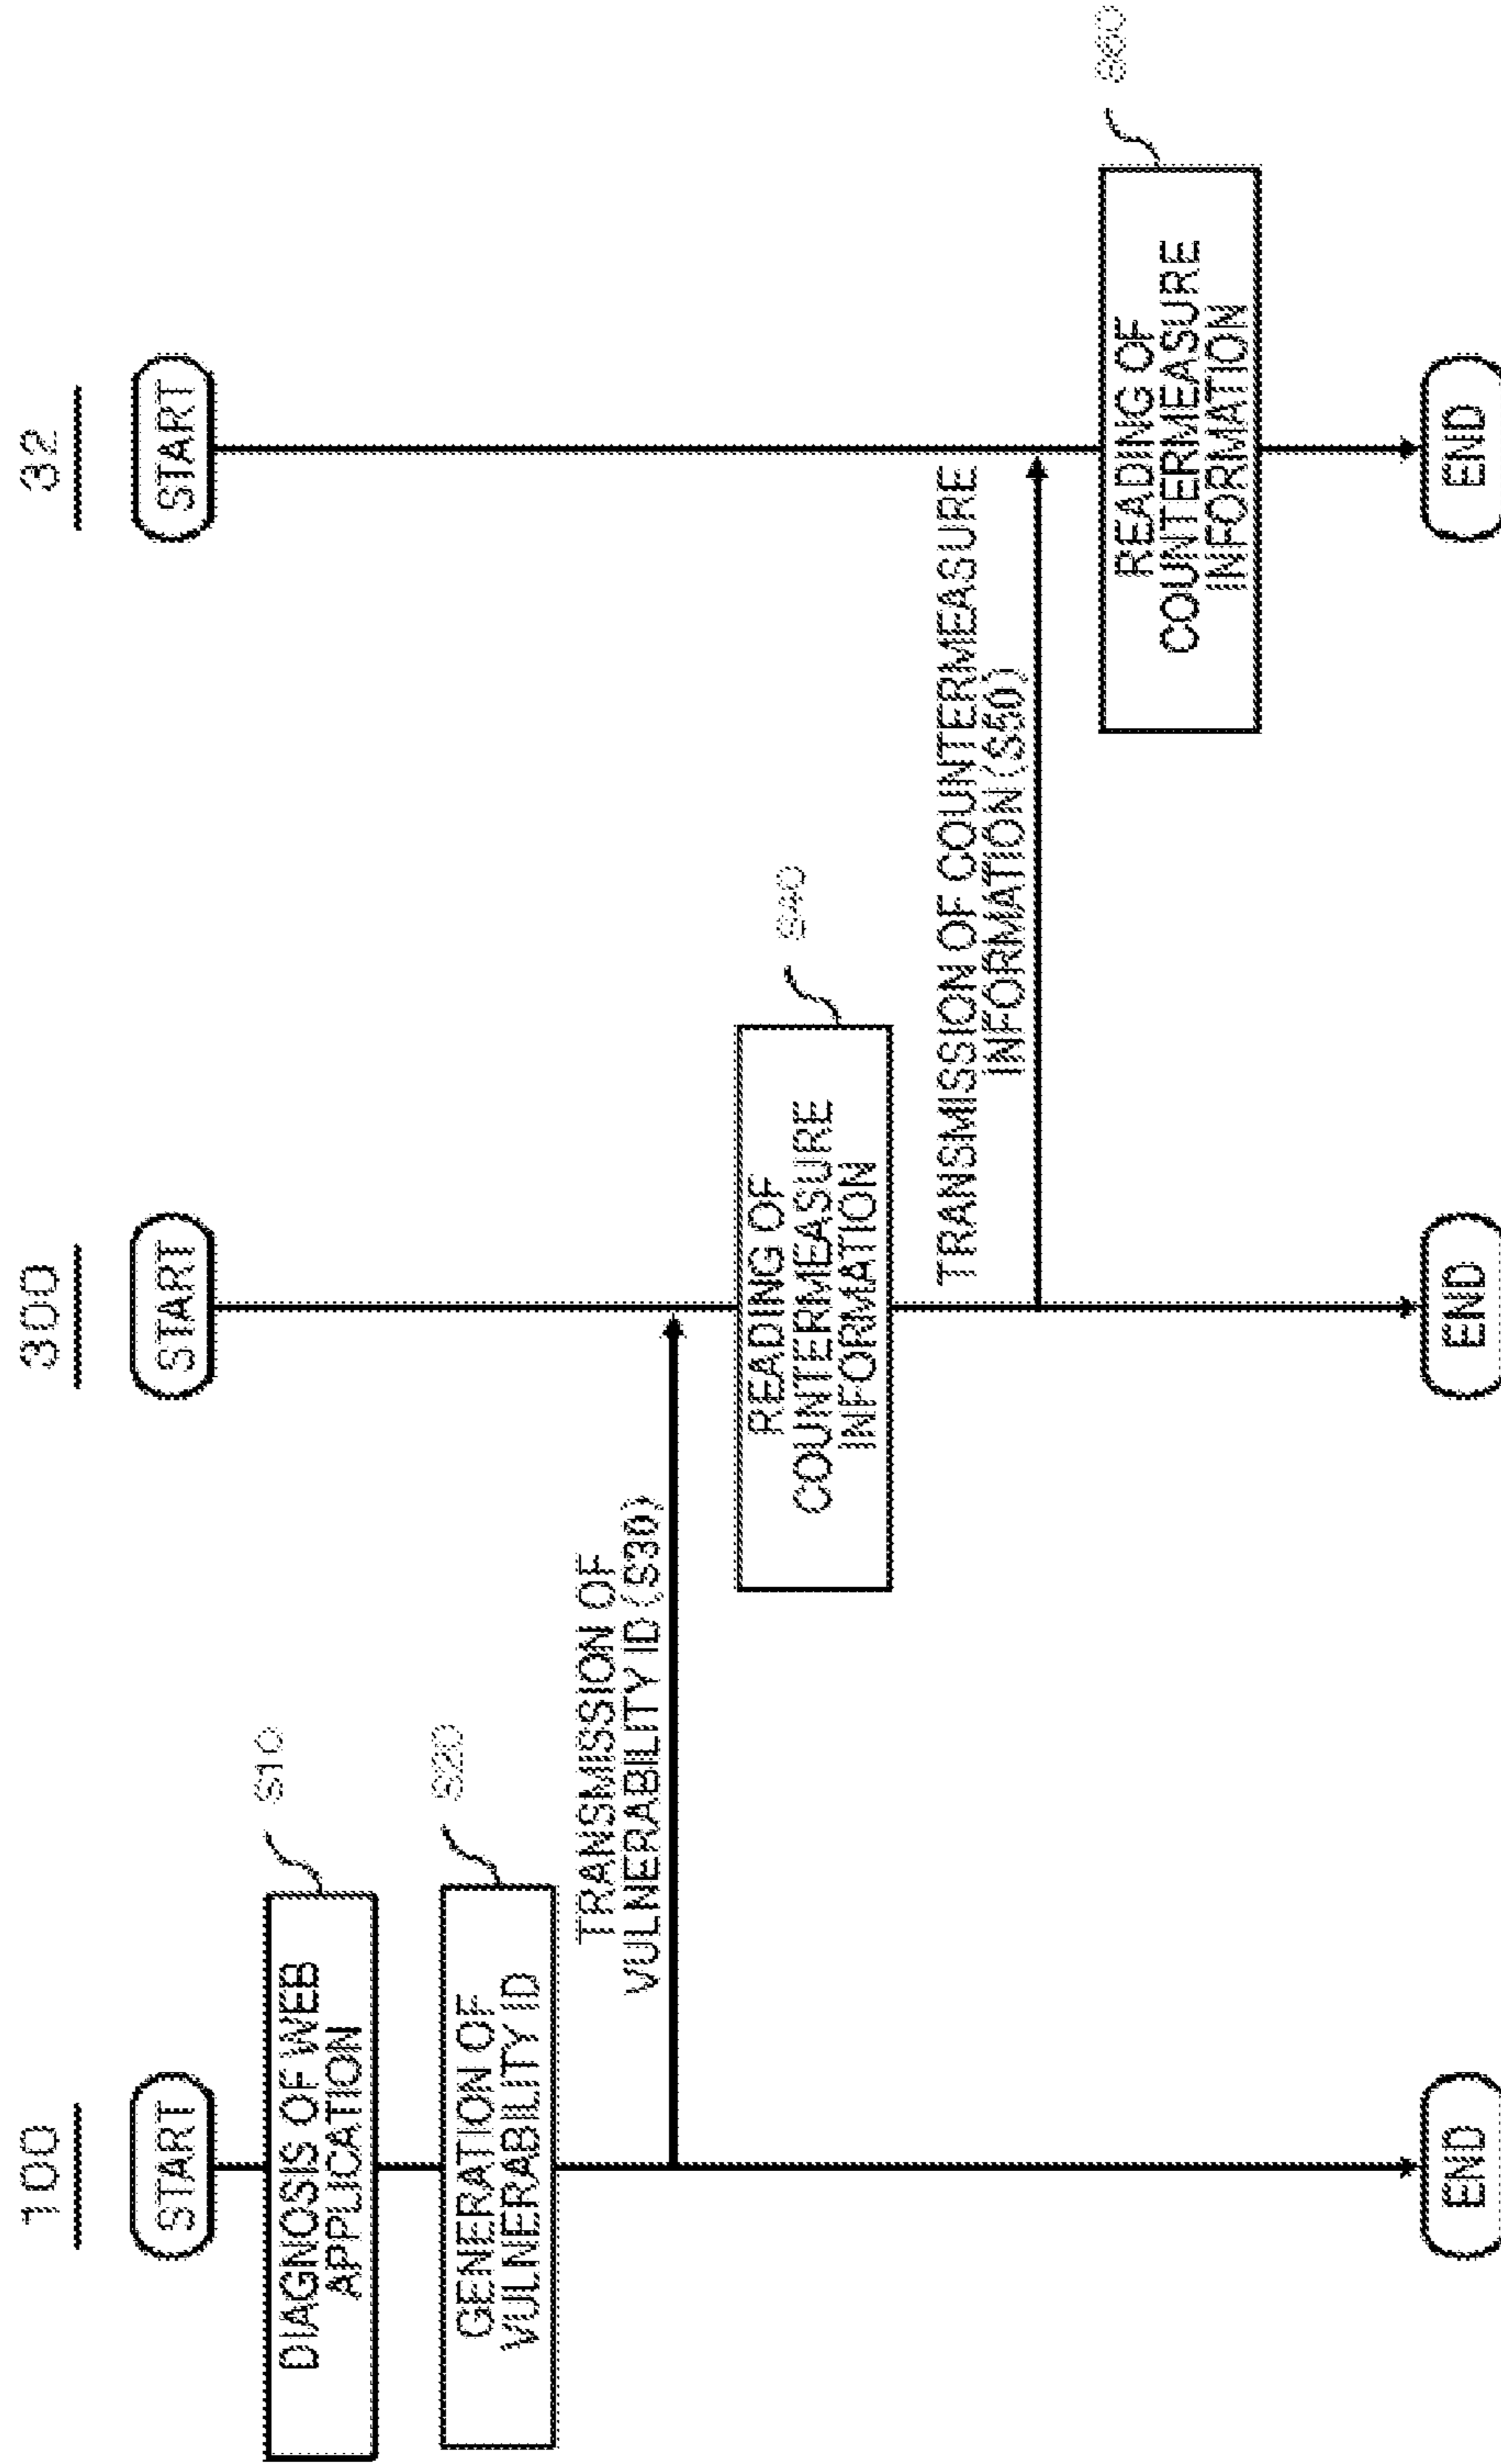 100
300
32
START
START
START
DIAGNOSIS OF WEB
APPLICATION
S10
GENERATION OF
VULNERABILITY ID
S20
TRANSMISSION OF
VULNERABILITY ID (S30)
READING OF
COUNTERMEASURE
INFORMATION
S40
TRANSMISSION OF COUNTERMEASURE
INFORMATION (S50)
READING OF
COUNTERMEASURE
INFORMATION
S60
END
END
END